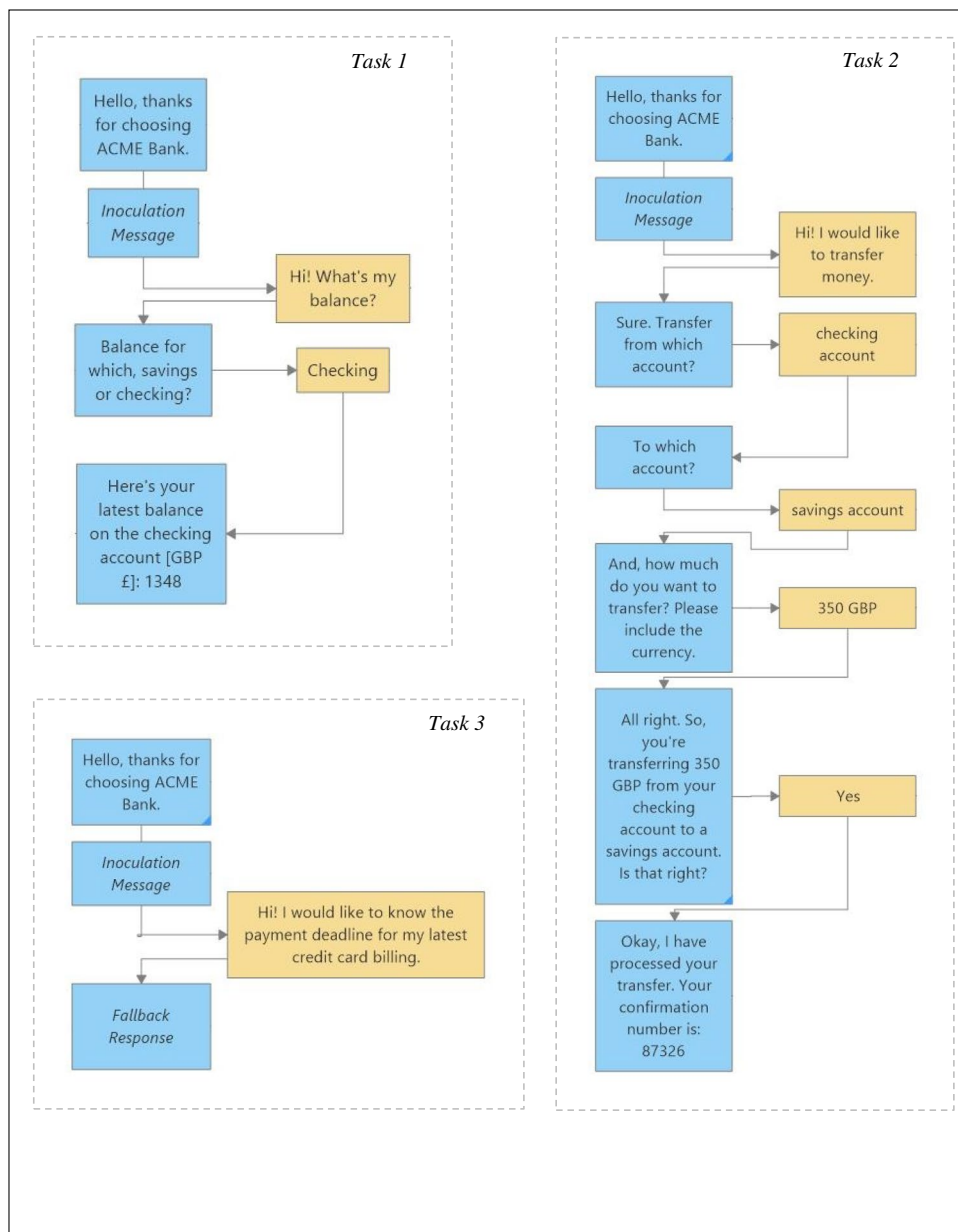 Task 1
Hello, thanks
for choosing
ACME Bank.
Inoculation
Message
Hi! What's my
balance?
Balance for
which, savings
or checking?
Checking
Here's your
latest balance
on the checking
account [GBP
£]: 1348
Task 2
Hello, thanks for
choosing ACME
Bank.
Inoculation
Message
Hi! I would like
to transfer
money.
Sure. Transfer
from which
account?
checking
account
To which
account?
savings account
And, how much
do you want to
transfer? Please
include the
currency.
350 GBP
All right. So,
you're
transferring 350
GBP from your
checking
account to a
savings account.
Is that right?
Yes
Okay, I have
processed your
transfer. Your
confirmation
number is:
87326
Task 3
Hello, thanks for
choosing ACME
Bank.
Inoculation
Message
Hi! I would like to know the
payment deadline for my latest
credit card billing.
Fallback
Response